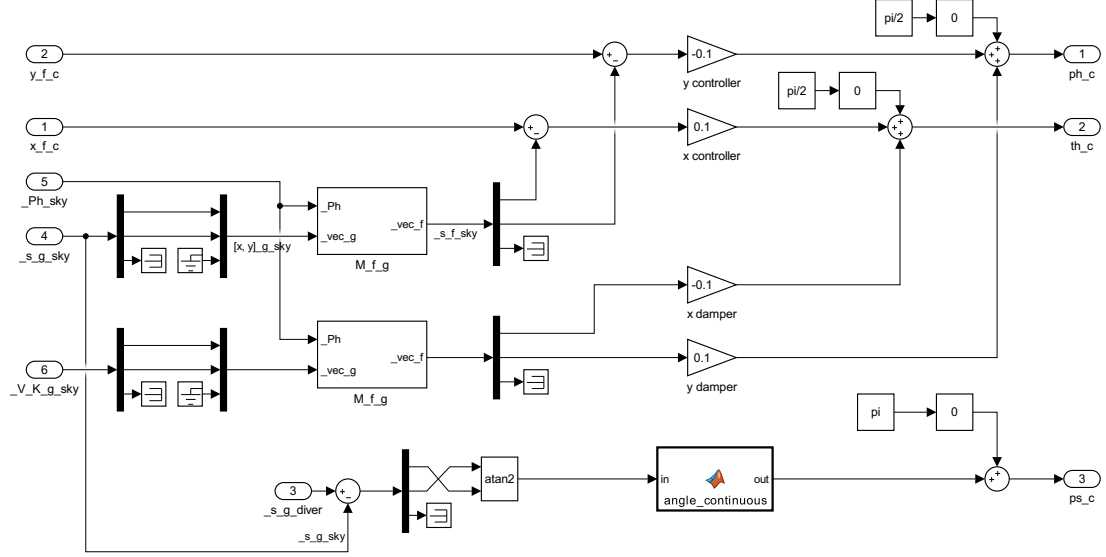 pi/2
0
2
y_f_c
-0.1
y controller
1
ph_c
pi/2
0
1
x_f_c
0.1
x controller
2
th_c
5
_Ph_sky
_Ph
_vec_f
_vec_g
M_f_g
_s_f_sky
4
_s_g_sky
[x, y]_g_sky
-0.1
x damper
_Ph
_vec_f
_vec_g
M_f_g
0.1
y damper
6
_V_K_g_sky
pi
0
3
_s_g_diver
_s_g_sky
atan2
in
out
angle_continuous
3
ps_c